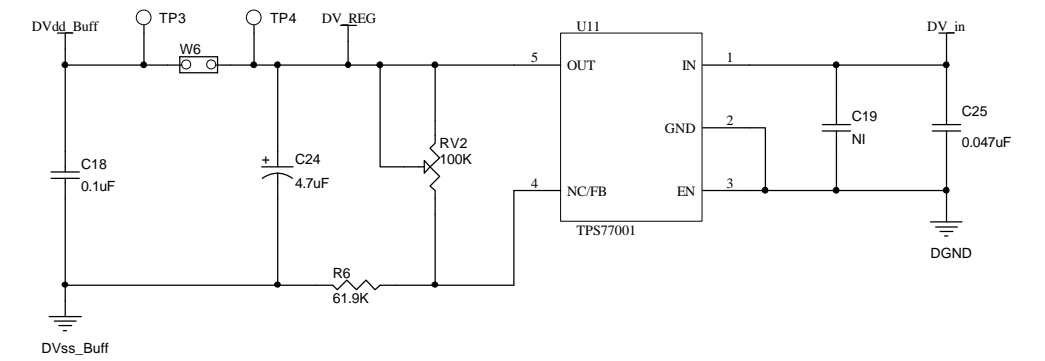 DVdd_Buff
TP3
TP4
DV_REG
W6
U11
DV_in
5
OUT
IN
1
GND
2
4
NC/FB
EN
3
TPS77001
C18
0.1uF
+
C24
4.7uF
RV2
100K
C19
NI
C25
0.047uF
R6
61.9K
DGND
DVss_Buff